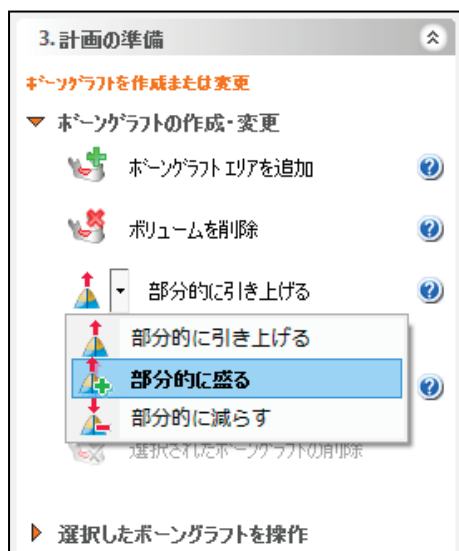 3. 計画の準備
ボーングラフトを作成または変更
ボーングラフトの作成・変更
ボーングラフト エリアを追加
ボリュームを削除
部分的に引き上げる
部分的に引き上げる
部分的に盛る
部分的に減らす
選択されたボーングラフトの削除
選択したボーングラフトを操作